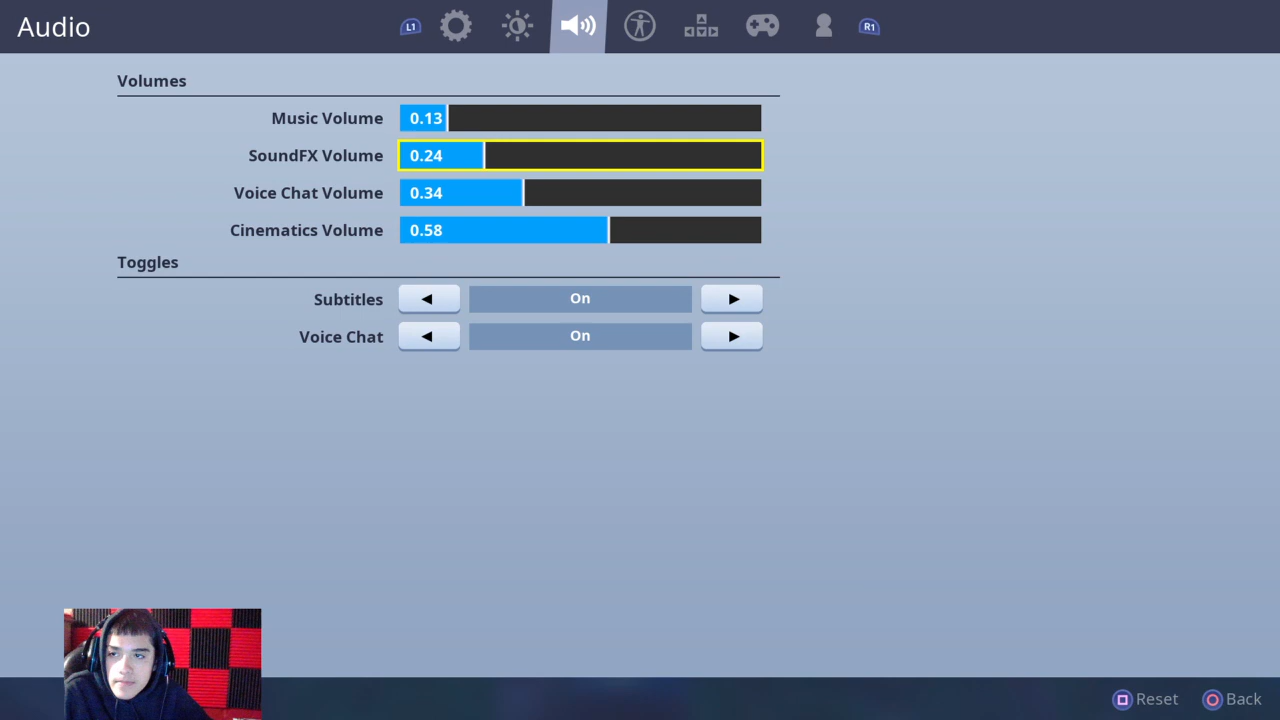 Audio
L1
R1
Volumes
Music Volume 0.13
SoundFX Volume 0.24
Voice Chat Volume 0.34
Cinematics Volume 0.58
Toggles
Subtitles On
Voice Chat On
Reset Back